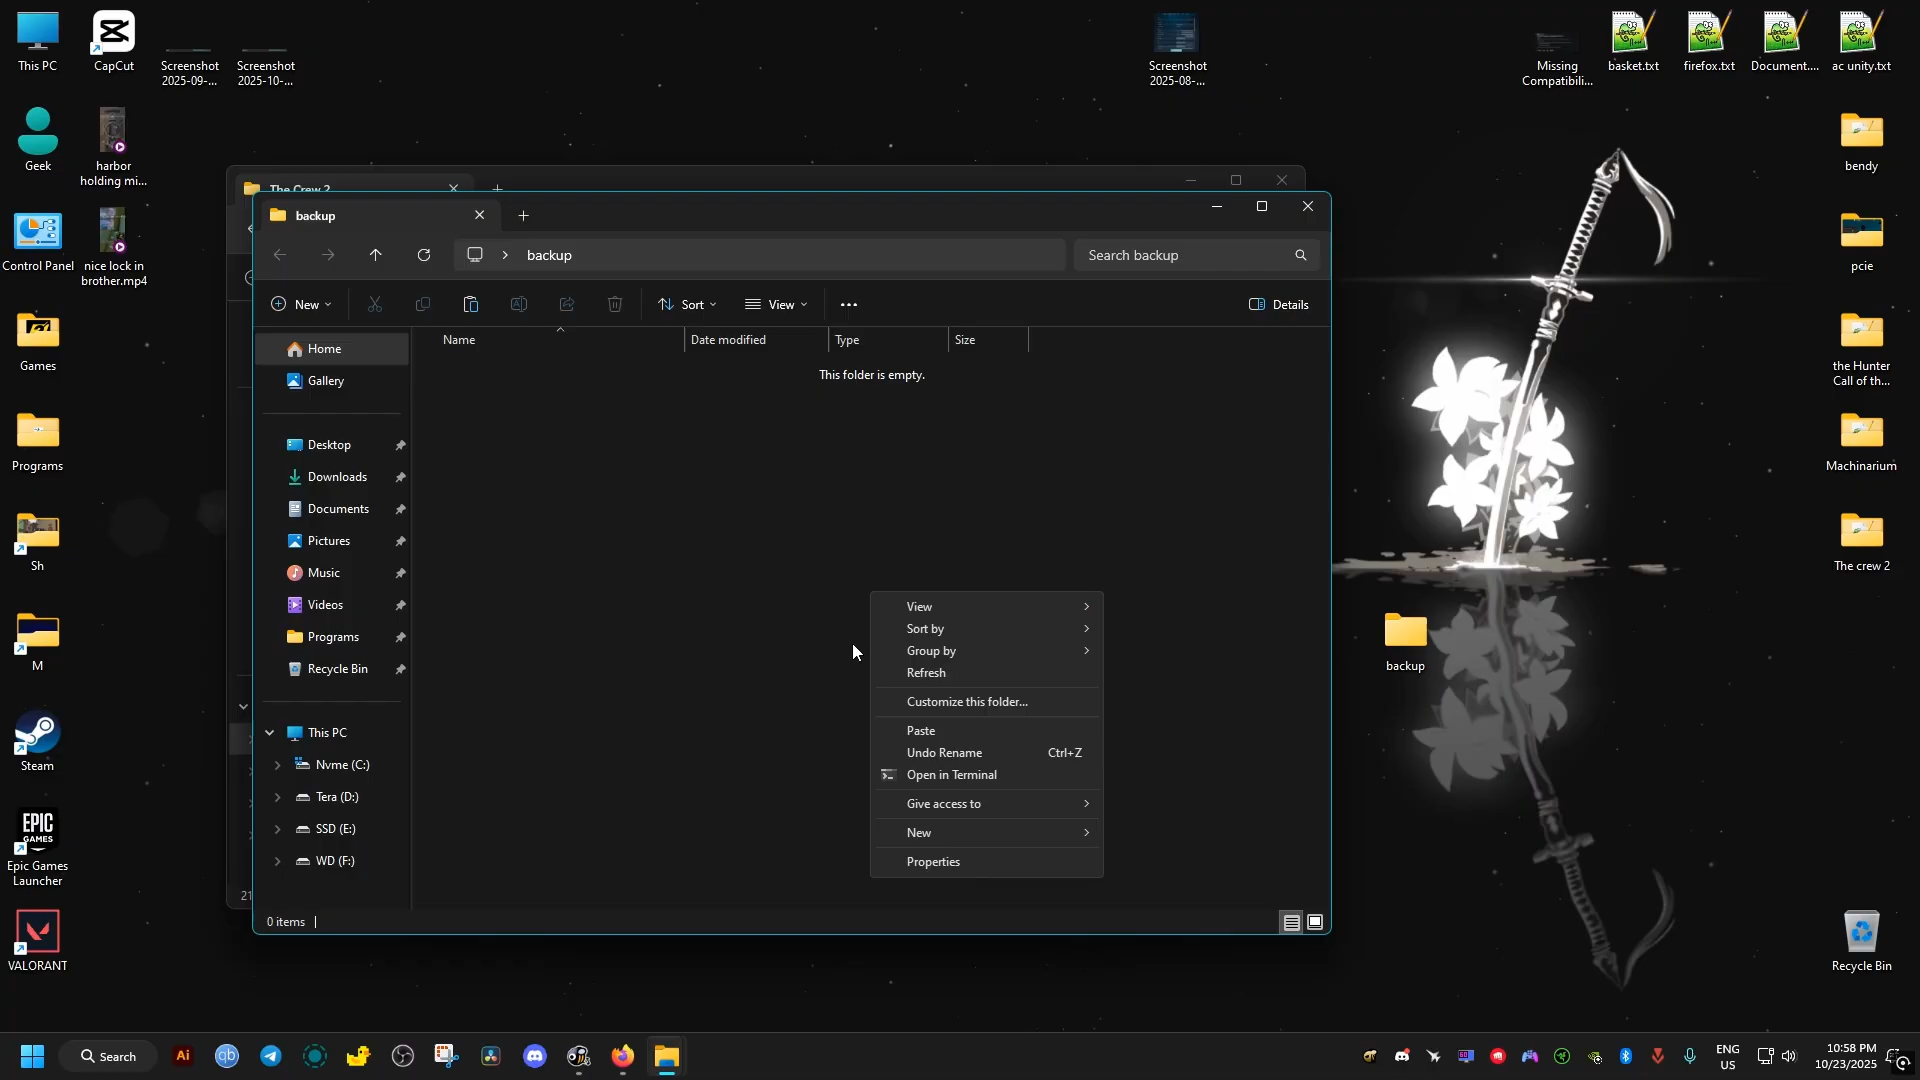 This PC
CapCut
Screenshot
2025-09-...
Screenshot
2025-10-...
Screenshot
2025-08-...
Missing
Compatibili...
basket.txt
firefox.txt
Document....
ac unity.txt
Geek
harbor
holding mi...
bendy
Control Panel
nice lock in
brother.mp4
pcie
Games
the Hunter
Call of th...
Programs
Machinarium
Sh
The crew 2
M
backup
Steam
EPIC
GAMES
Epic Games
Launcher
VALORANT
Recycle Bin
The Crew 2
backup
backup
Search backup
New
Sort
View
Details
Name
Date modified
Type
Size
This folder is empty.
Home
Gallery
Desktop
Downloads
Documents
Pictures
Music
Videos
Programs
Recycle Bin
This PC
Nvme (C:)
Tera (D:)
SSD (E:)
WD (F:)
View
Sort by
Group by
Refresh
Customize this folder...
Paste
Undo Rename Ctrl+Z
Open in Terminal
Give access to
New
Properties
21
0 items
Search
Ai
qb
ENG
US
10:58 PM
10/23/2025